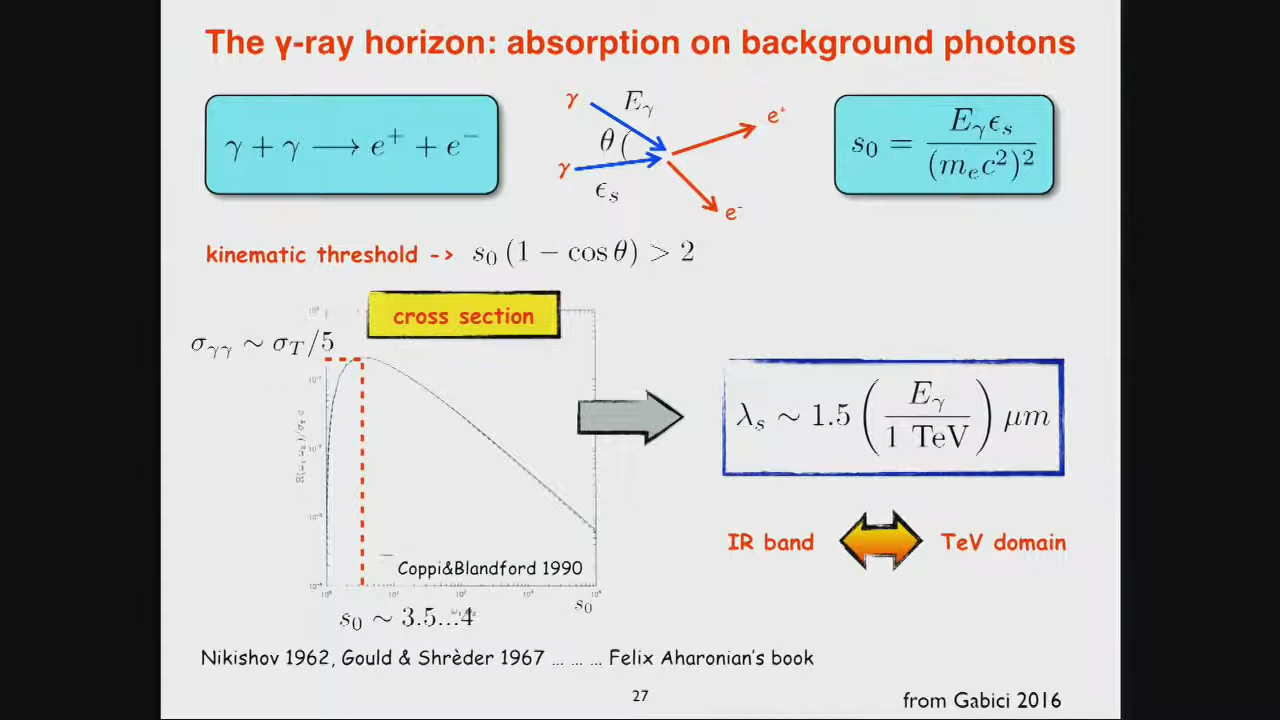 The γ-ray horizon: absorption on background photons
γ + γ ⟶ e⁺ + e⁻
γ
E_γ
θ
γ
ϵ_s
e⁺
e⁻
s₀ = E_γ ϵ_s / (m_e c²)²
kinematic threshold -> s₀ (1 − cos θ) > 2
cross section
σ_γγ ∼ σ_T/5
Coppi&Blandford 1990
s₀
s₀ ∼ 3.5...4
λ_s ∼ 1.5 (E_γ / 1 TeV) μm
IR band
TeV domain
Nikishov 1962, Gould & Shrèder 1967 ... ... ... Felix Aharonian's book
27
from Gabici 2016